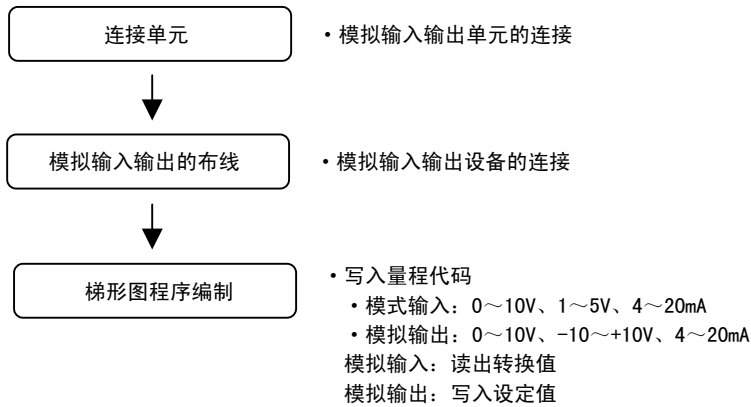 连接单元
・模拟输入输出单元的连接
模拟输入输出的布线
・模拟输入输出设备的连接
梯形图程序编制
・写入量程代码
・模式输入：0～10V、1～5V、4～20mA
・模拟输出：0～10V、-10～+10V、4～20mA
模拟输入：读出转换值
模拟输出：写入设定值